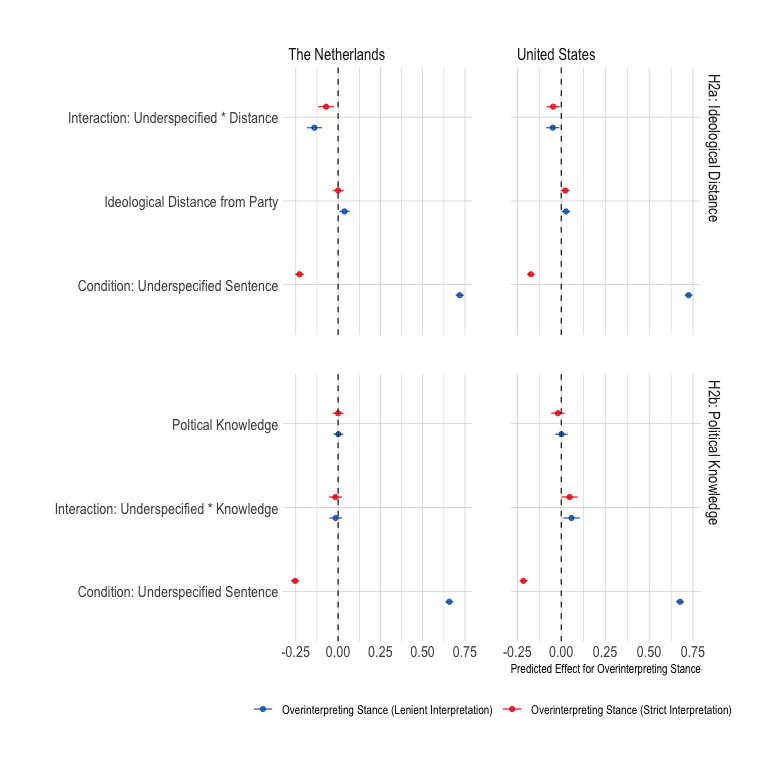 The Netherlands
United States
Interaction: Underspecified * Distance
Ideological Distance from Party
Condition: Underspecified Sentence
H2a: Ideological Distance
Poltical Knowledge
Interaction: Underspecified * Knowledge
Condition: Underspecified Sentence
H2b: Political Knowledge
-0.25 0.00 0.25 0.50 0.75
-0.25 0.00 0.25 0.50 0.75
Predicted Effect for Overinterpreting Stance
Overinterpreting Stance (Lenient Interpretation)
Overinterpreting Stance (Strict Interpretation)